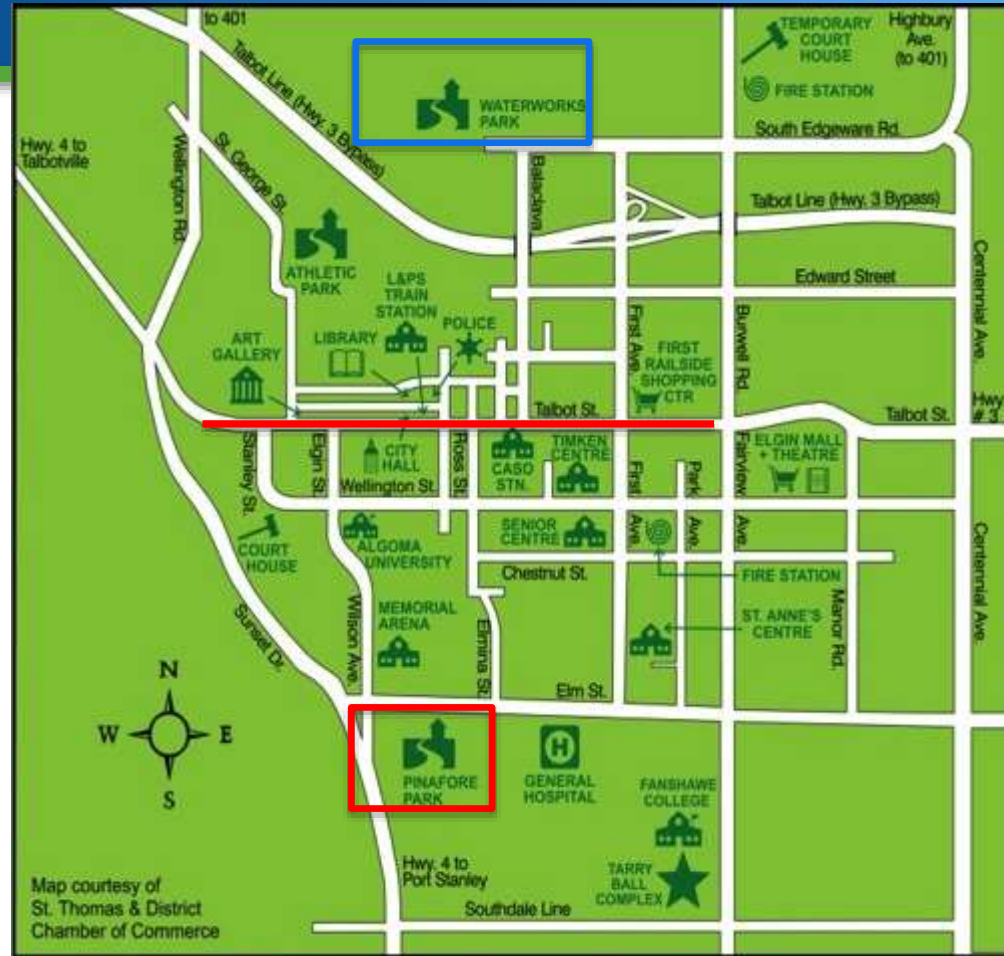 to 401
TEMPORARY
COURT
HOUSE
Highbury
Ave.
(to 401)
FIRE STATION
WATERWORKS
PARK
South Edgeware Rd.
Talbot Line (Hwy. 3 Bypass)
Hwy. 4 to
Talbotville
Wellington Rd.
St. George St.
Balaclava
Talbot Line (Hwy. 3 Bypass)
ATHLETIC
PARK
Edward Street
Centennial Ave.
L&PS
TRAIN
STATION
POLICE
LIBRARY
ART
GALLERY
First Ave.
Burwell Rd.
FIRST
RAILSIDE
SHOPPING
CTR
Talbot St.
Talbot St.
Hwy
# 3
Stanley St.
Elgin St.
CITY
HALL
Ross St.
CASO
STN.
TIMKEN
CENTRE
First
Ave.
Park
Ave.
Fairview
Ave.
ELGIN MALL
+ THEATRE
Wellington St.
COURT
HOUSE
ALGOMA
UNIVERSITY
SENIOR
CENTRE
Chestnut St.
FIRE STATION
Centennial Ave.
Sunset Dr.
Wilson Ave.
MEMORIAL
ARENA
Elmina St.
ST. ANNE'S
CENTRE
Manor Rd.
Elm St.
N
W
E
S
PINAFORE
PARK
H
GENERAL
HOSPITAL
FANSHAWE
COLLEGE
Hwy. 4 to
Port Stanley
TARRY
BALL
COMPLEX
Southdale Line
Map courtesy of
St. Thomas & District
Chamber of Commerce